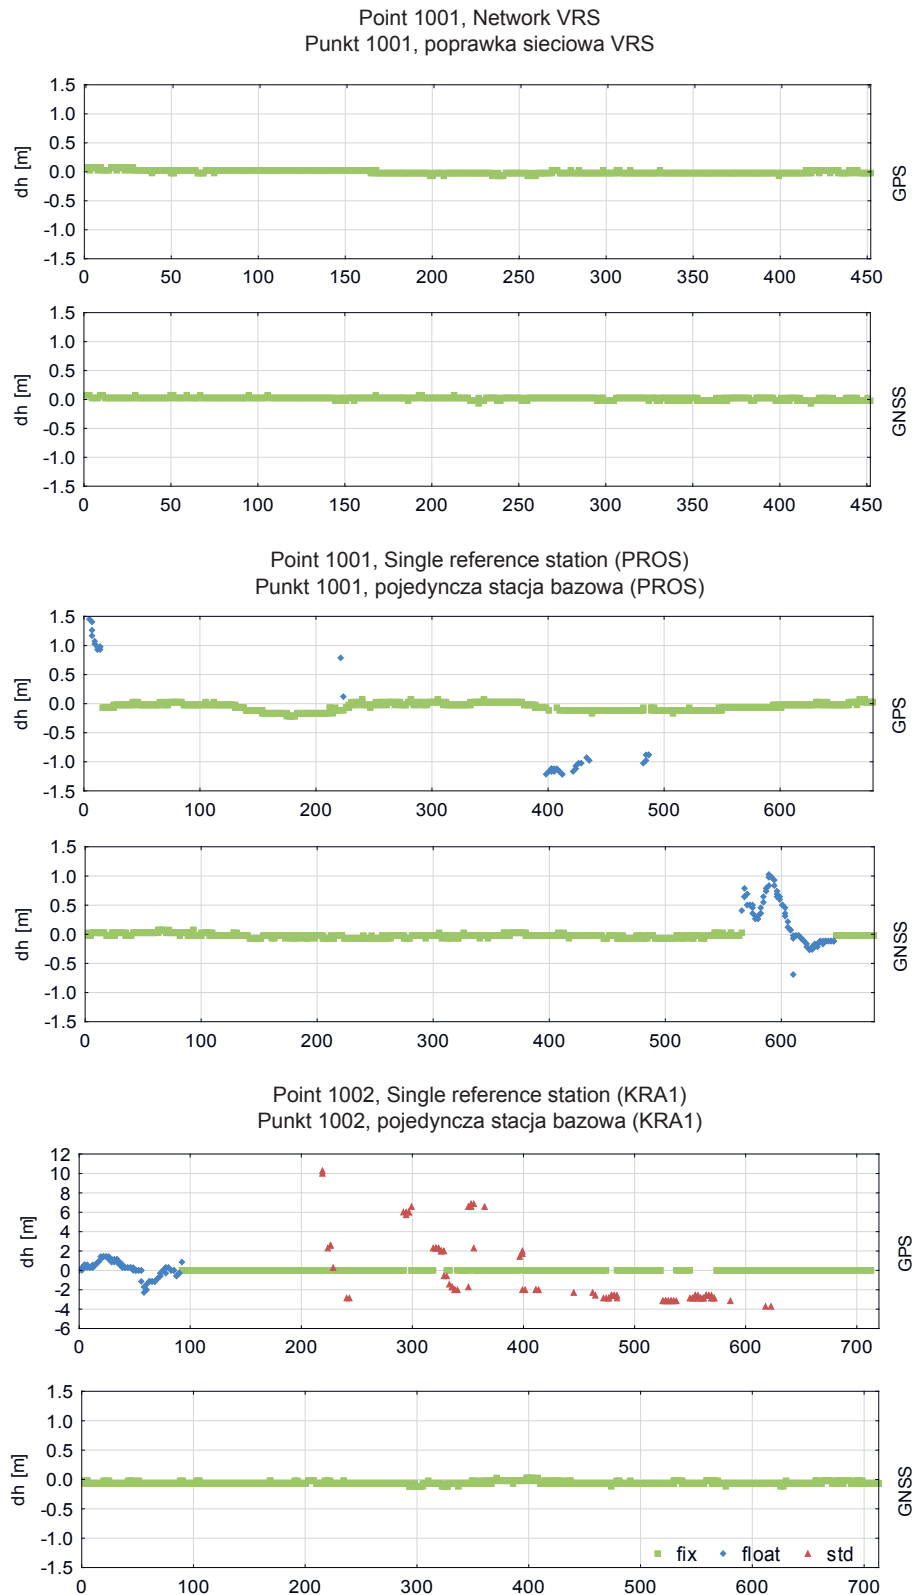 Point 1001, Network VRS
Punkt 1001, poprawka sieciowa VRS
1.5
1.0
0.5
0.0
-0.5
-1.0
-1.5
dh [m]
GPS
0 50 100 150 200 250 300 350 400 450
1.5
1.0
0.5
0.0
-0.5
-1.0
-1.5
dh [m]
GNSS
0 50 100 150 200 250 300 350 400 450
Point 1001, Single reference station (PROS)
Punkt 1001, pojedyncza stacja bazowa (PROS)
1.5
1.0
0.5
0.0
-0.5
-1.0
-1.5
dh [m]
GPS
0 100 200 300 400 500 600
1.5
1.0
0.5
0.0
-0.5
-1.0
-1.5
dh [m]
GNSS
0 100 200 300 400 500 600
Point 1002, Single reference station (KRA1)
Punkt 1002, pojedyncza stacja bazowa (KRA1)
12
10
8
6
4
2
0
-2
-4
-6
dh [m]
GPS
0 100 200 300 400 500 600 700
1.5
1.0
0.5
0.0
-0.5
-1.0
-1.5
dh [m]
GNSS
fix float std
0 100 200 300 400 500 600 700